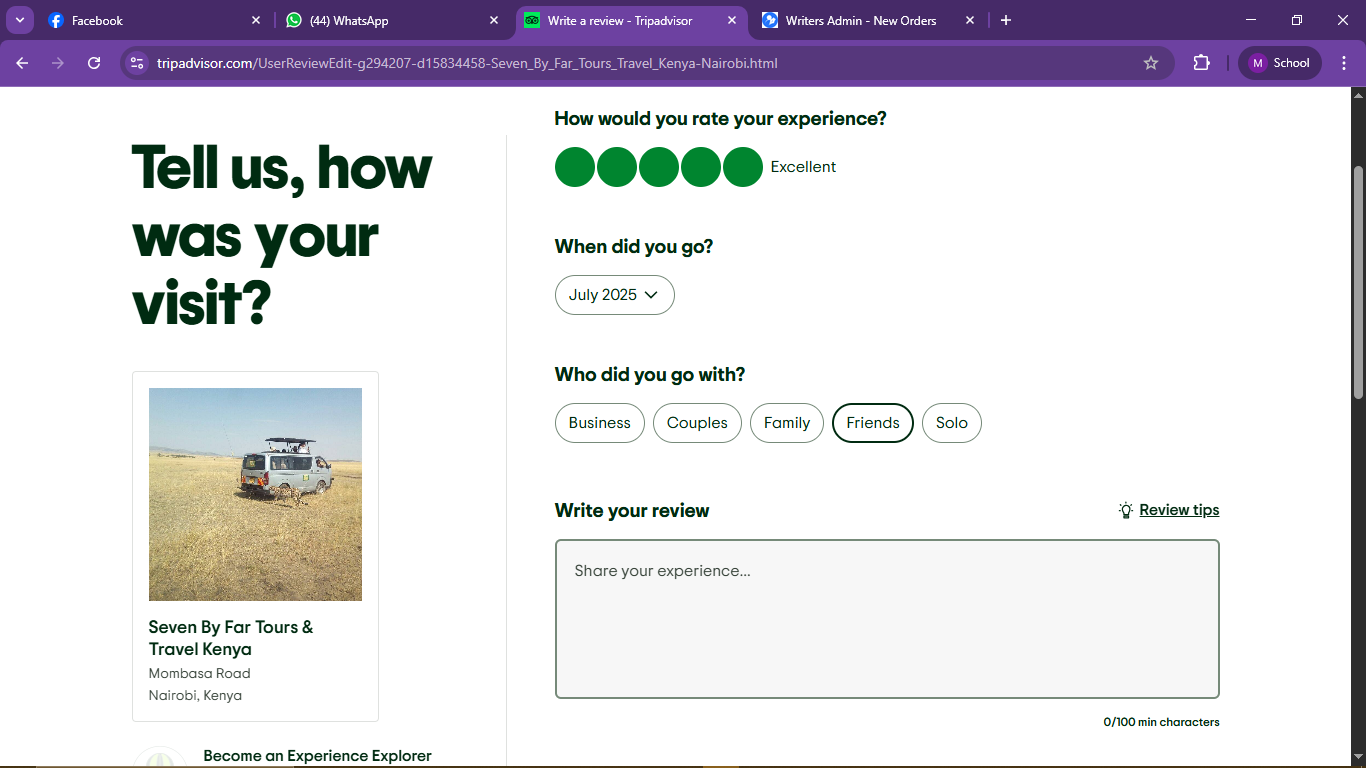 Facebook
(44) WhatsApp
Write a review - Tripadvisor
Writers Admin - New Orders
tripadvisor.com/UserReviewEdit-g294207-d15834458-Seven_By_Far_Tours_Travel_Kenya-Nairobi.html
M
School
Tell us, how
was your
visit?
Seven By Far Tours &
Travel Kenya
Mombasa Road
Nairobi, Kenya
Become an Experience Explorer
How would you rate your experience?
Excellent
When did you go?
July 2025
Who did you go with?
Business
Couples
Family
Friends
Solo
Write your review
Review tips
Share your experience...
0/100 min characters